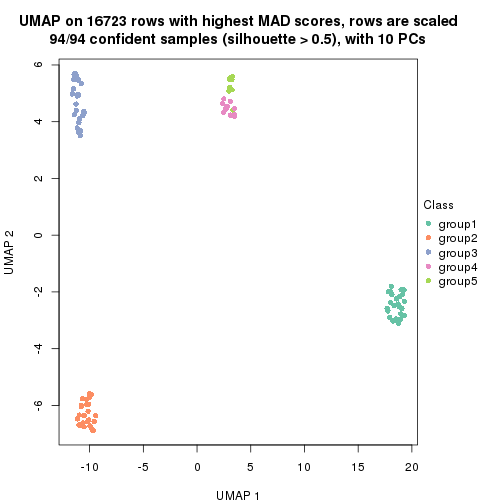 UMAP on 16723 rows with highest MAD scores, rows are scaled
94/94 confident samples (silhouette > 0.5), with 10 PCs
6
4
2
0
-2
-4
-6
UMAP 2
-10
-5
0
5
10
15
20
UMAP 1
Class
group1
group2
group3
group4
group5